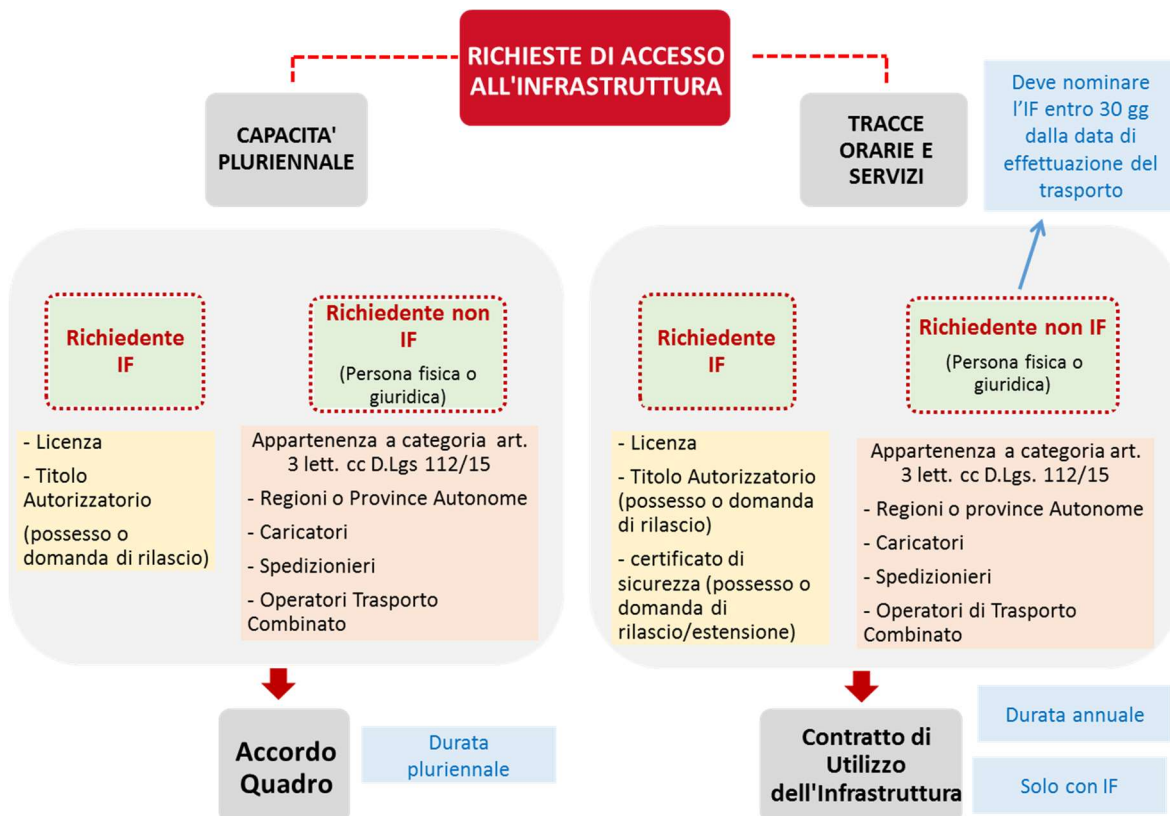 RICHIESTE DI ACCESSO
ALL'INFRASTRUTTURA
CAPACITA'
PLURIENNALE
TRACCE
ORARIE E
SERVIZI
Deve nominare
l’IF entro 30 gg
dalla data di
effettuazione del
trasporto
Richiedente
IF
Richiedente non
IF
(Persona fisica o
giuridica)
- Licenza
- Titolo
Autorizzatorio
(possesso o
domanda di rilascio)
Appartenenza a categoria art.
3 lett. cc D.Lgs 112/15
- Regioni o Province Autonome
- Caricatori
- Spedizionieri
- Operatori Trasporto
Combinato
Richiedente
IF
Richiedente non IF
(Persona fisica o
giuridica)
- Licenza
- Titolo Autorizzatorio
(possesso o domanda
di rilascio)
- certificato di
sicurezza (possesso o
domanda di
rilascio/estensione)
Appartenenza a categoria art.
3 lett. cc D.Lgs. 112/15
- Regioni o province Autonome
- Caricatori
- Spedizionieri
- Operatori di Trasporto
Combinato
Accordo
Quadro
Durata
pluriennale
Contratto di
Utilizzo
dell'Infrastruttura
Durata annuale
Solo con IF